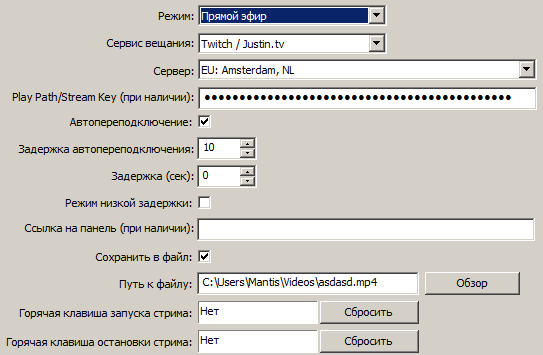 Режим: Прямой эфир
Сервис вещания: Twitch / Justin.tv
Сервер: EU: Amsterdam, NL
Play Path/Stream Key (при наличии): ●●●●●●●●●●●●●●●●●●●●●●●●●●●●●●●●●●●●●●●●●●●●
Автопереподключение:
Задержка автопереподключения: 10
Задержка (сек): 0
Режим низкой задержки:
Ссылка на панель (при наличии):
Сохранить в файл:
Путь к файлу: C:\Users\Mantis\Videos\asdasd.mp4 Обзор
Горячая клавиша запуска стрима: Нет Сбросить
Горячая клавиша остановки стрима: Нет Сбросить